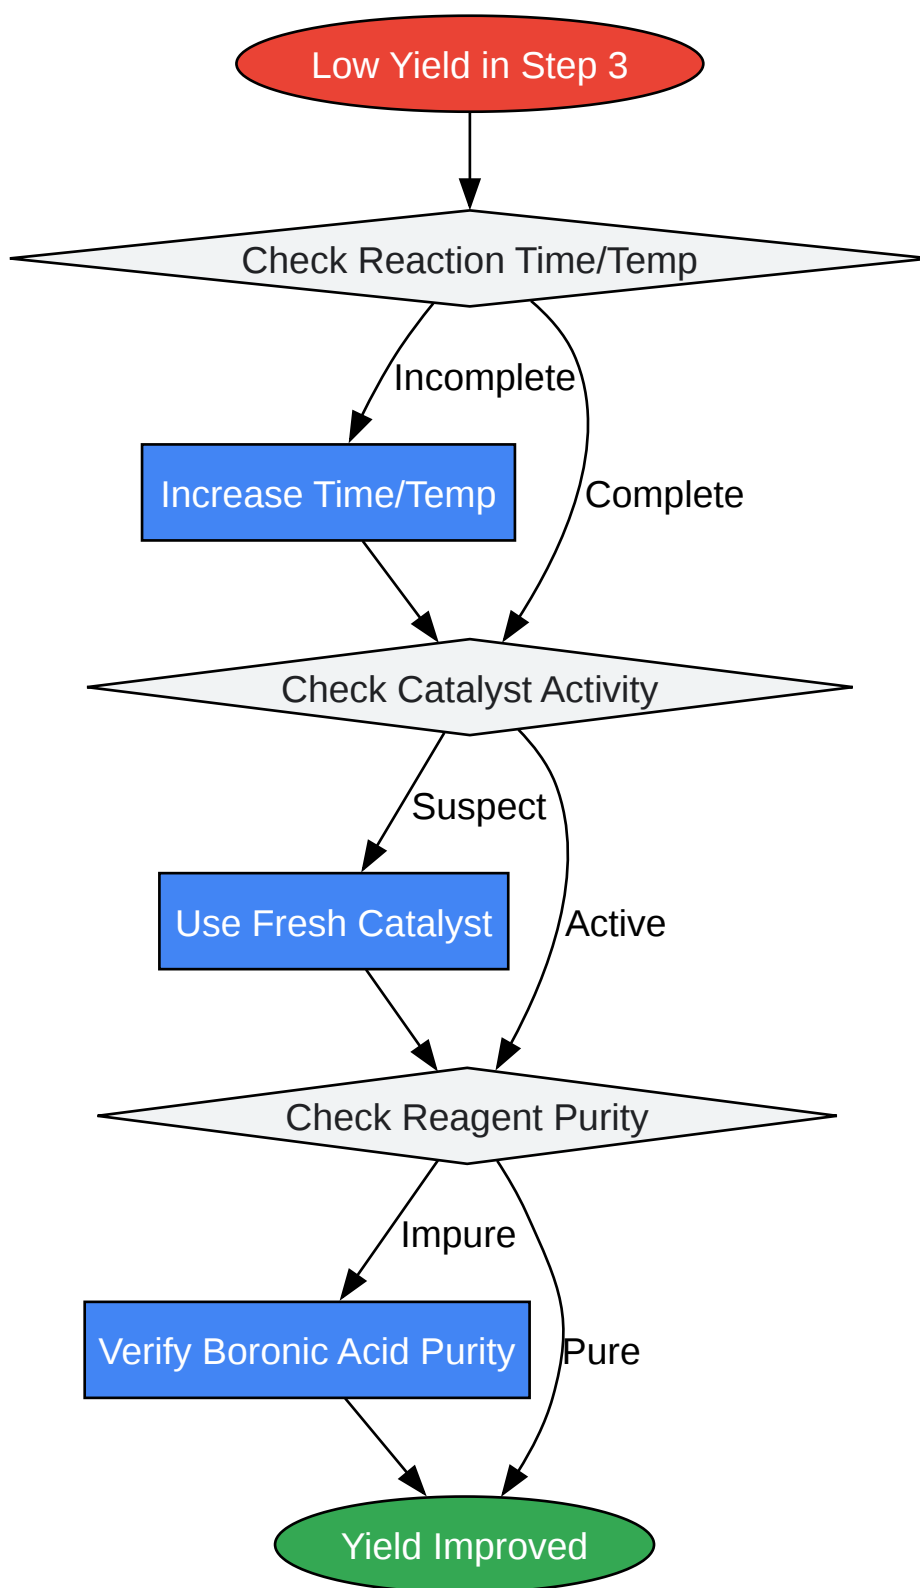 Low Yield in Step 3
Check Reaction Time/Temp
Incomplete
Increase Time/Temp
Complete
Check Catalyst Activity
Suspect
Use Fresh Catalyst
Active
Check Reagent Purity
Impure
Verify Boronic Acid Purity
Pure
Yield Improved